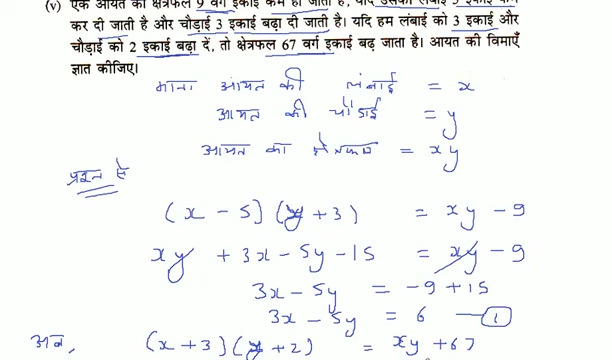 (v) एक आयत का क्षेत्रफल 9 वर्ग इकाई कम हो जाता है, यदि उसकी लंबाई 5 इकाई कम
कर दी जाती है और चौड़ाई 3 इकाई बढ़ा दी जाती है। यदि हम लंबाई को 3 इकाई और
चौड़ाई को 2 इकाई बढ़ा दें, तो क्षेत्रफल 67 वर्ग इकाई बढ़ जाता है। आयत की विमाएँ
ज्ञात कीजिए।
माना आयत की लंबाई = x
आयत की चौड़ाई = y
आयत का क्षेत्रफल = xy
प्रश्न से
(x - 5) (y + 3) = xy - 9
xy + 3x - 5y - 15 = xy - 9
3x - 5y = -9 + 15
3x - 5y = 6 — (1)
अब, (x + 3) (y + 2) = xy + 67